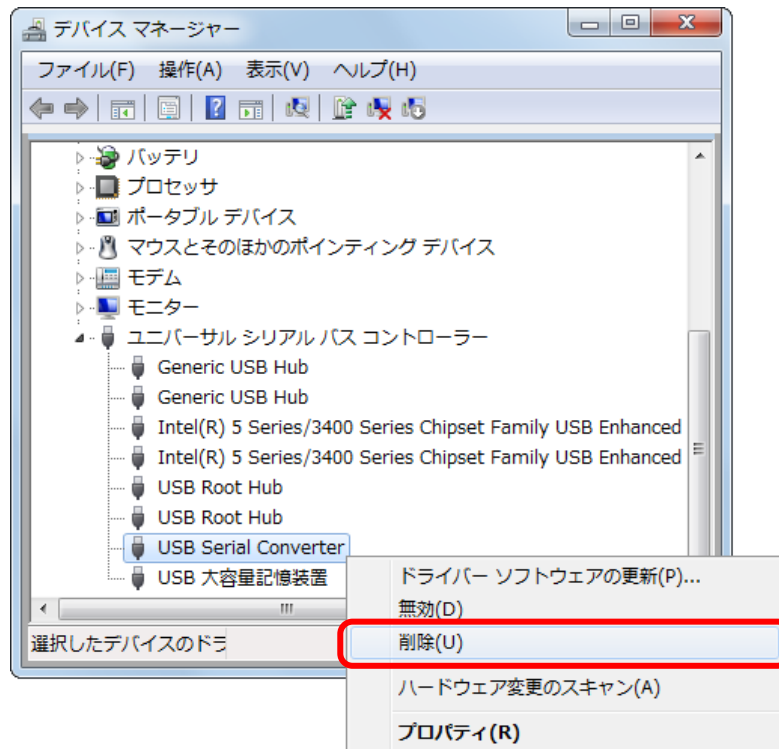 デバイス マネージャー
ファイル(F) 操作(A) 表示(V) ヘルプ(H)
バッテリ
プロセッサ
ポータブル デバイス
マウスとそのほかのポインティング デバイス
モデム
モニター
ユニバーサル シリアル バス コントローラー
Generic USB Hub
Generic USB Hub
Intel(R) 5 Series/3400 Series Chipset Family USB Enhanced
Intel(R) 5 Series/3400 Series Chipset Family USB Enhanced
USB Root Hub
USB Root Hub
USB Serial Converter
USB 大容量記憶装置
選択したデバイスのドラ
ドライバー ソフトウェアの更新(P)...
無効(D)
削除(U)
ハードウェア変更のスキャン(A)
プロパティ(R)